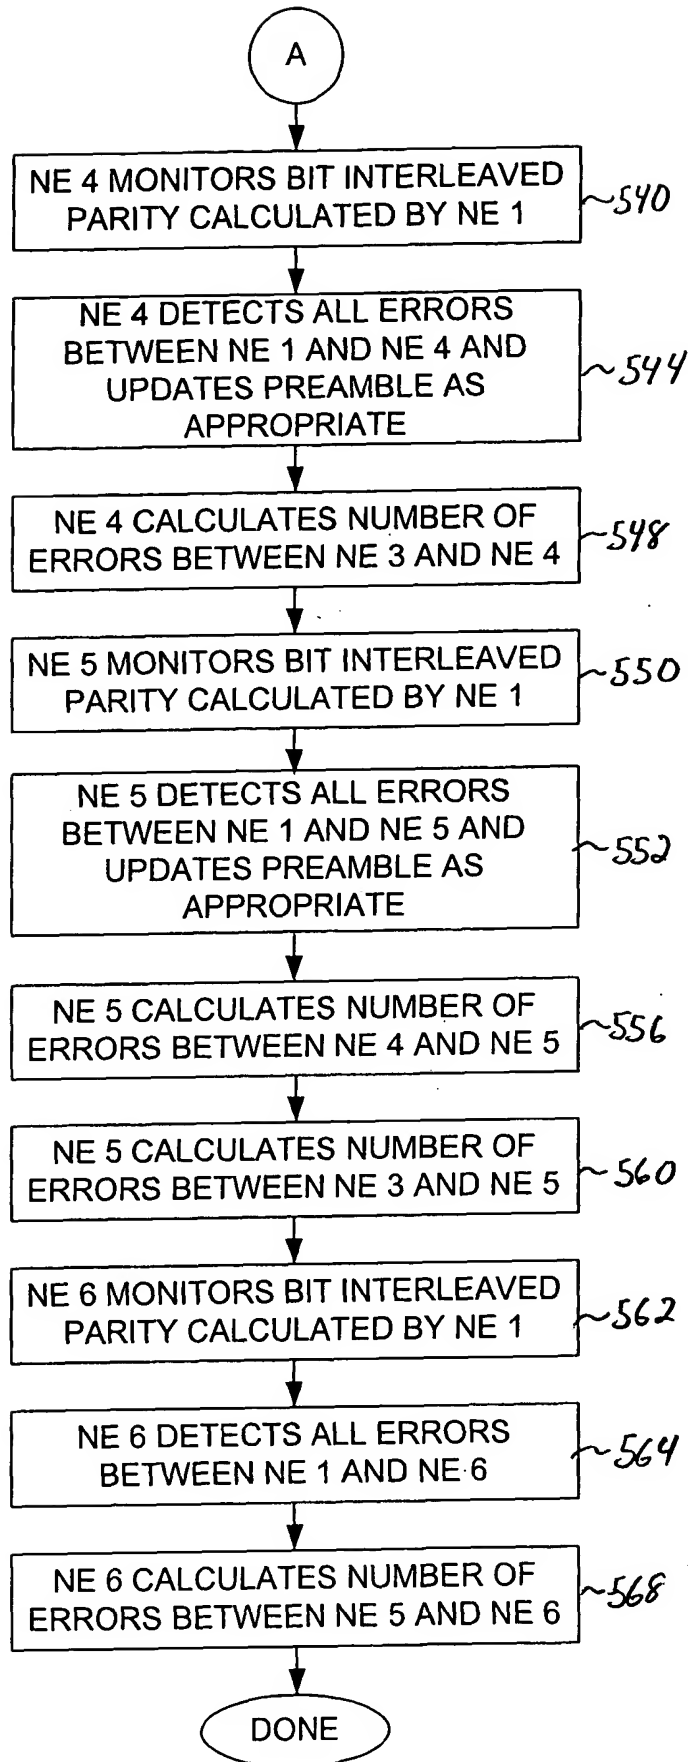 A
NE 4 MONITORS BIT INTERLEAVED
PARITY CALCULATED BY NE 1
540
NE 4 DETECTS ALL ERRORS
BETWEEN NE 1 AND NE 4 AND
UPDATES PREAMBLE AS
APPROPRIATE
544
NE 4 CALCULATES NUMBER OF
ERRORS BETWEEN NE 3 AND NE 4
548
NE 5 MONITORS BIT INTERLEAVED
PARITY CALCULATED BY NE 1
550
NE 5 DETECTS ALL ERRORS
BETWEEN NE 1 AND NE 5 AND
UPDATES PREAMBLE AS
APPROPRIATE
552
NE 5 CALCULATES NUMBER OF
ERRORS BETWEEN NE 4 AND NE 5
556
NE 5 CALCULATES NUMBER OF
ERRORS BETWEEN NE 3 AND NE 5
560
NE 6 MONITORS BIT INTERLEAVED
PARITY CALCULATED BY NE 1
562
NE 6 DETECTS ALL ERRORS
BETWEEN NE 1 AND NE 6
564
NE 6 CALCULATES NUMBER OF
ERRORS BETWEEN NE 5 AND NE 6
568
DONE